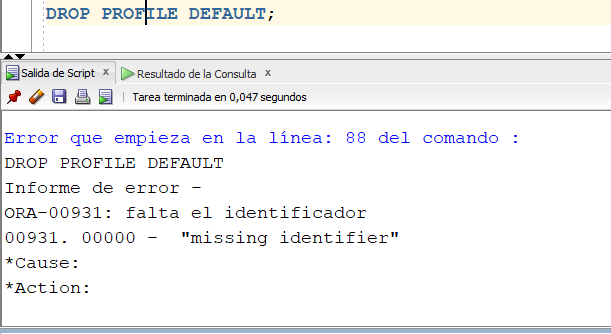 DROP PROFILE DEFAULT;
Salida de Script x
Resultado de la Consulta x
Tarea terminada en 0,047 segundos
Error que empieza en la línea: 88 del comando :
DROP PROFILE DEFAULT
Informe de error -
ORA-00931: falta el identificador
00931. 00000 -  "missing identifier"
*Cause:
*Action: